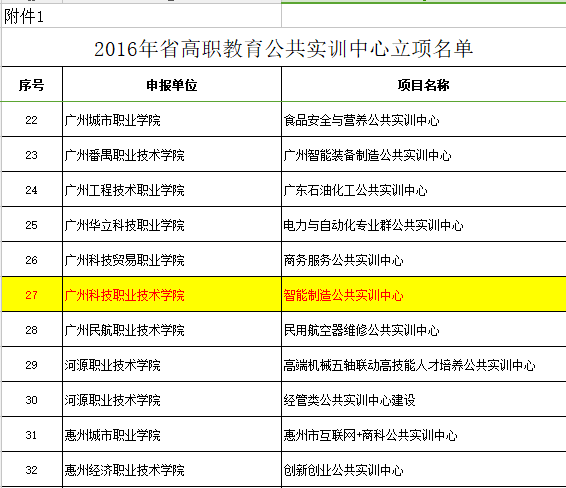 附件1
2016年省高职教育公共实训中心立项名单
序号 申报单位 项目名称
22 广州城市职业学院 食品安全与营养公共实训中心
23 广州番禺职业技术学院 广州智能装备制造公共实训中心
24 广州工程技术职业学院 广东石油化工公共实训中心
25 广州华立科技职业学院 电力与自动化专业群公共实训中心
26 广州科技贸易职业学院 商务服务公共实训中心
27 广州科技职业技术学院 智能制造公共实训中心
28 广州民航职业技术学院 民用航空器维修公共实训中心
29 河源职业技术学院 高端机械五轴联动高技能人才培养公共实训中心
30 河源职业技术学院 经管类公共实训中心建设
31 惠州城市职业学院 惠州市互联网+商科公共实训中心
32 惠州经济职业技术学院 创新创业公共实训中心